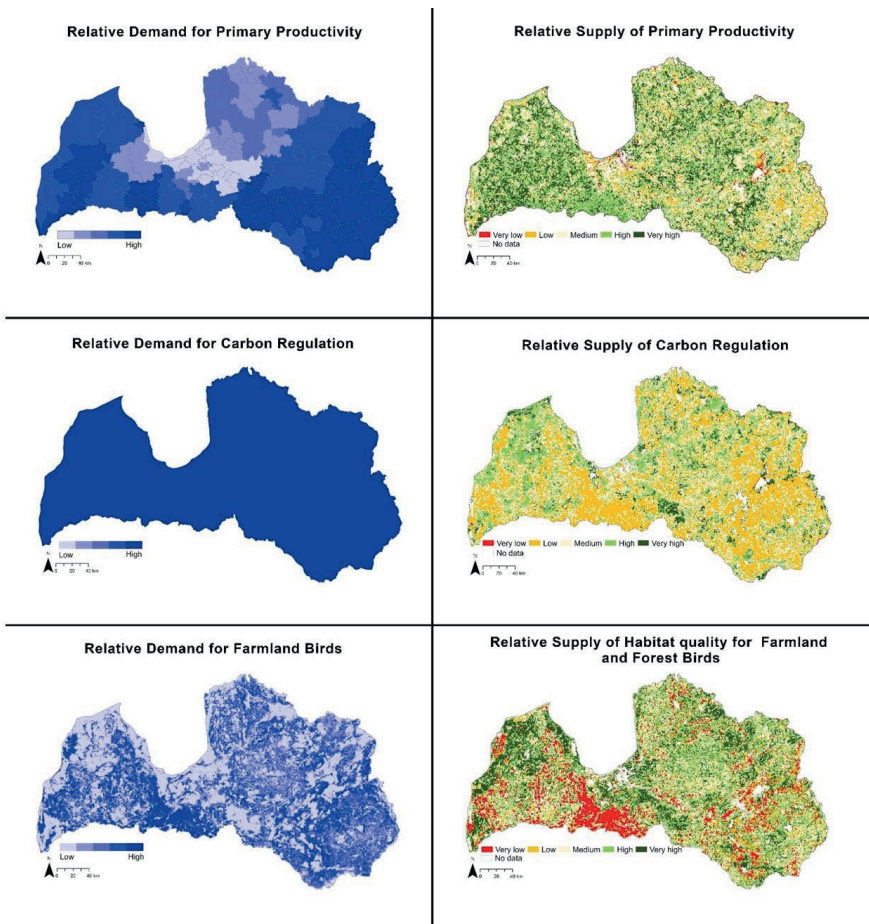 Relative Demand for Primary Productivity
Low High
N
0 20 40 km
Relative Supply of Primary Productivity
Very low Low Medium High Very high
No data
N
0 20 40 km
Relative Demand for Carbon Regulation
Low High
N
0 20 40 km
Relative Supply of Carbon Regulation
Very low Low Medium High Very high
No data
N
0 20 40 km
Relative Demand for Farmland Birds
Low High
N
0 20 40 km
Relative Supply of Habitat quality for Farmland
and Forest Birds
Very low Low Medium High Very high
No data
N
0 20 40 km